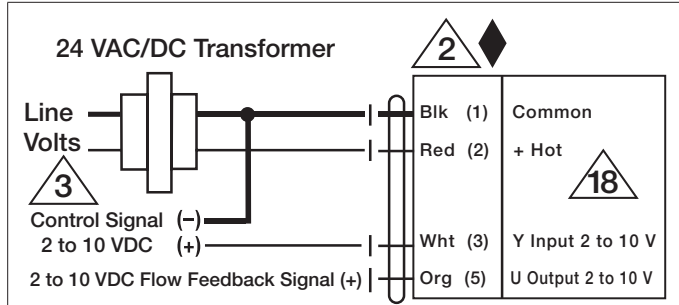 24 VAC/DC Transformer
2
Line
Volts
3
Blk (1) Common
Red (2) + Hot
18
Control Signal (−)
2 to 10 VDC (+)
Wht (3) Y Input 2 to 10 V
2 to 10 VDC Flow Feedback Signal (+)
Org (5) U Output 2 to 10 V